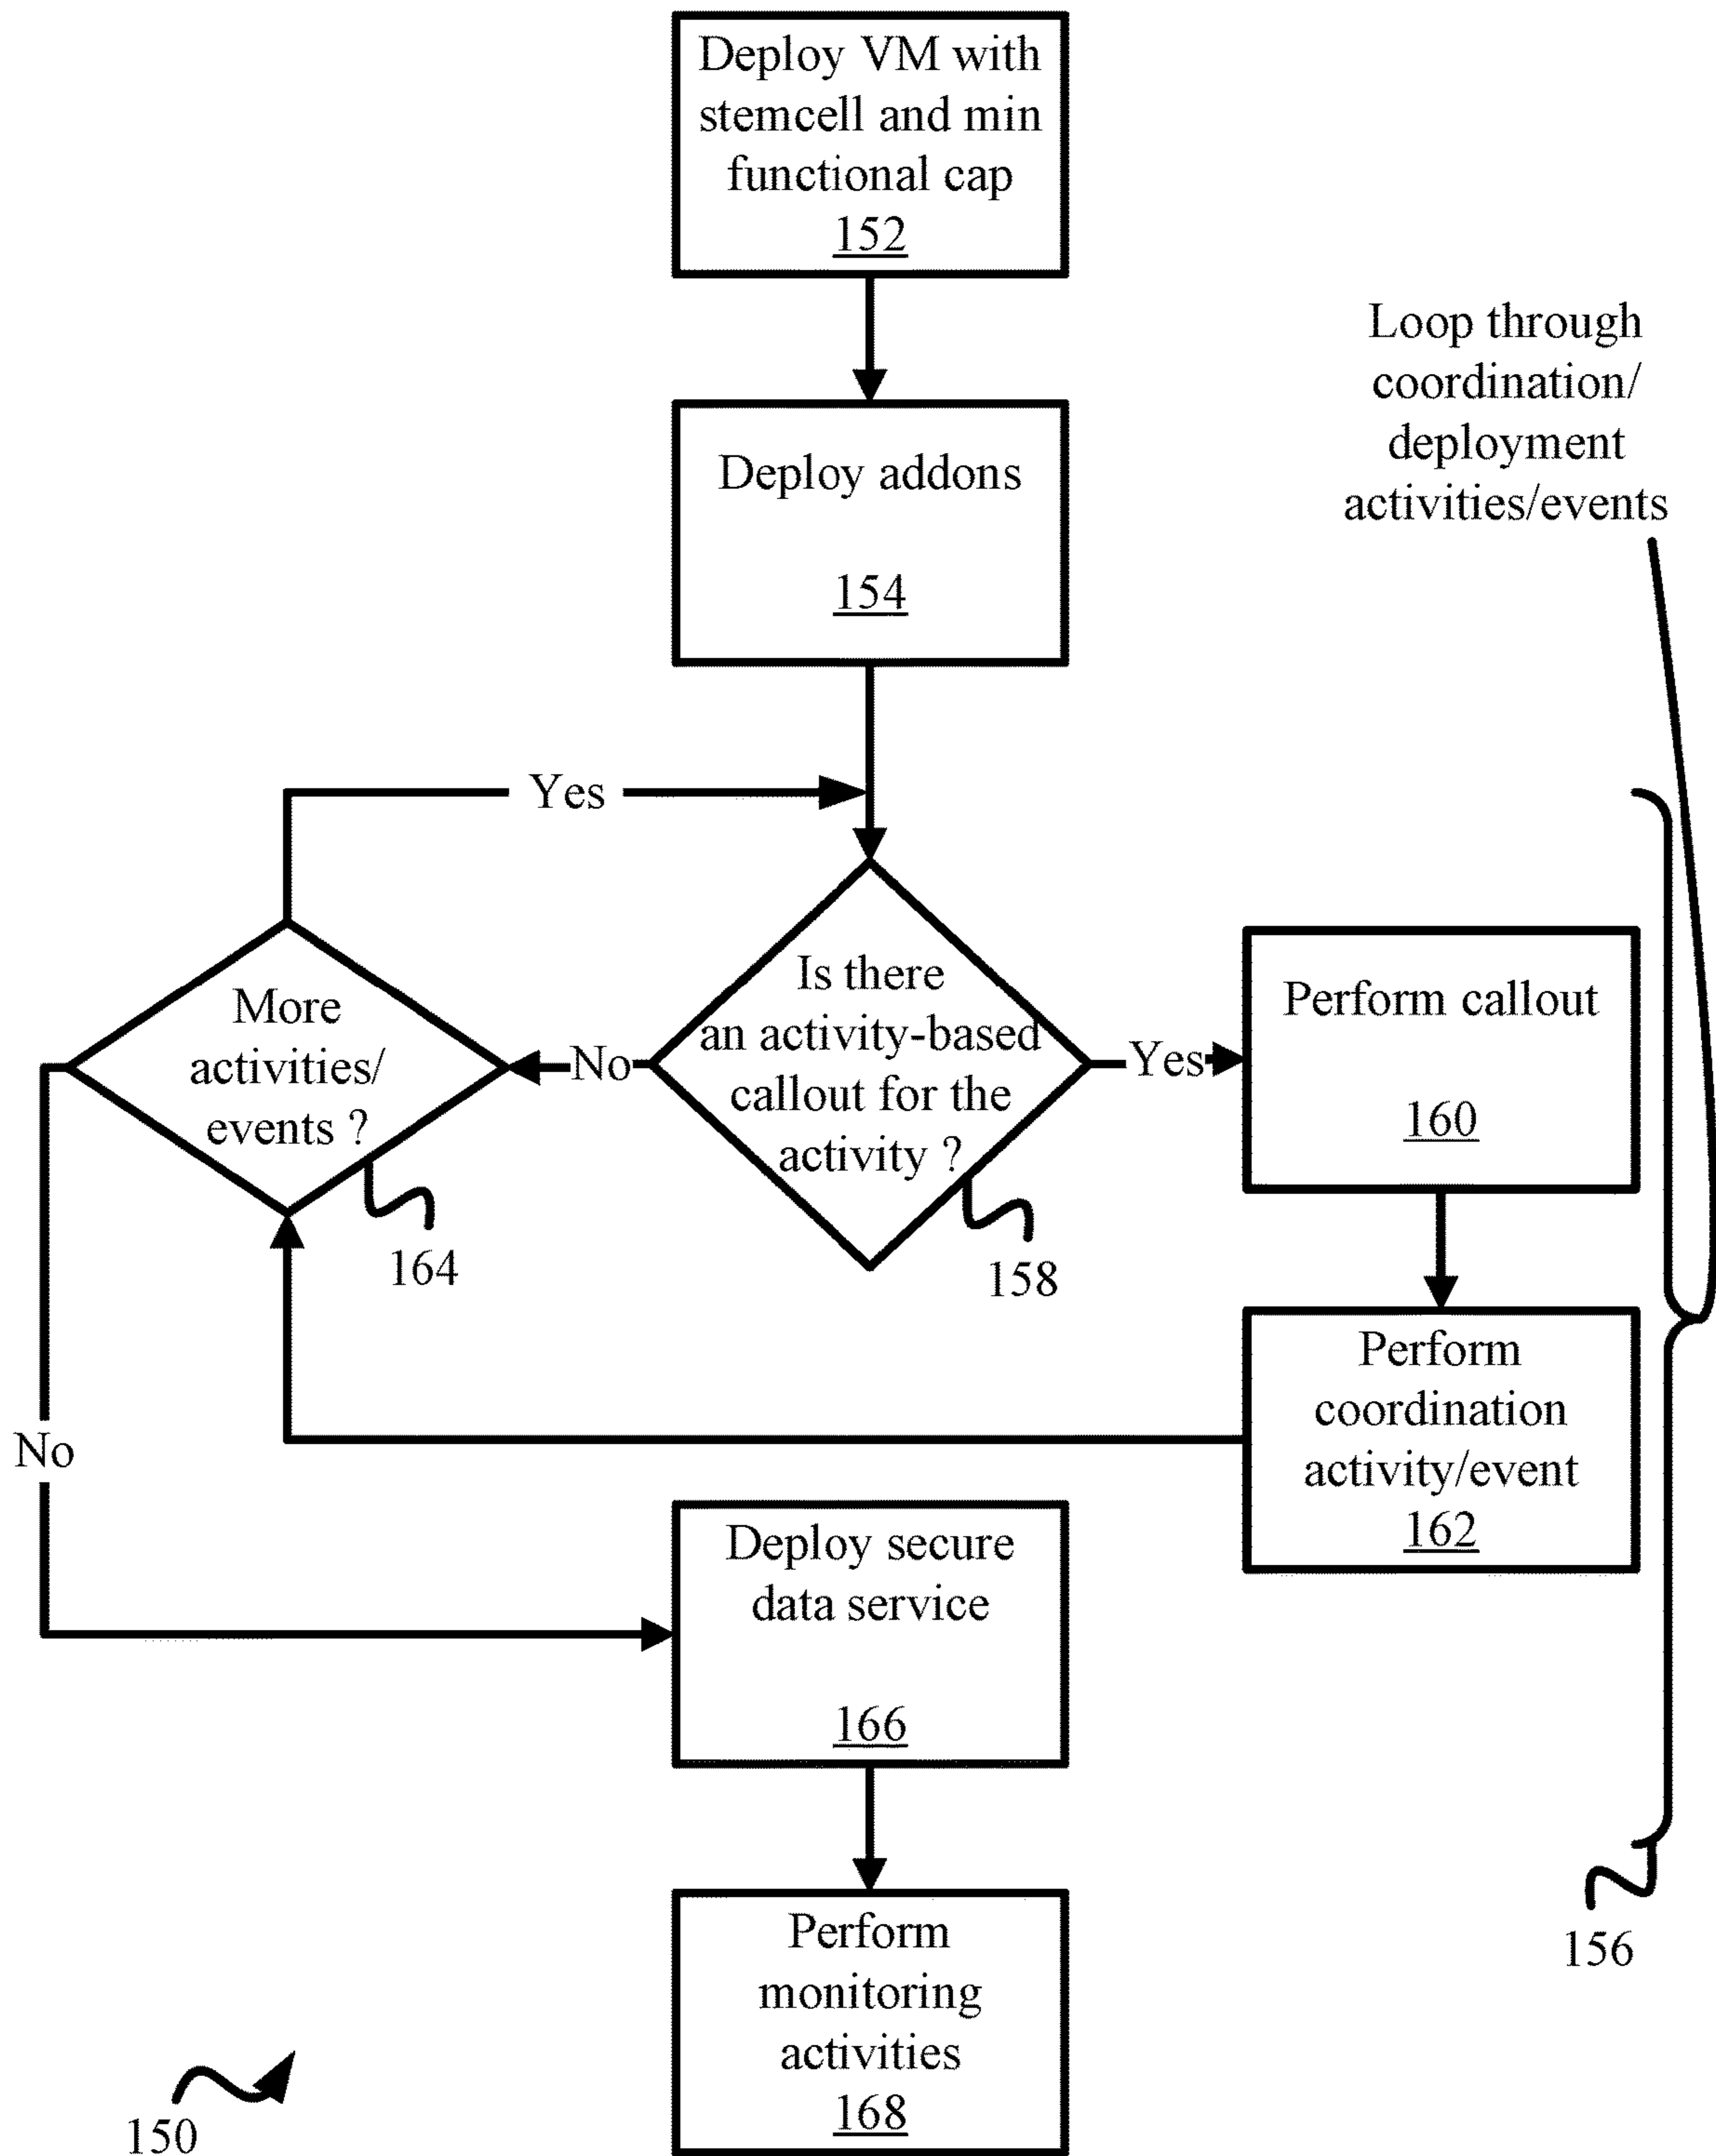 Deploy VM with
stemcell and min
functional cap
152
Loop through
coordination/
deployment
activities/events
Deploy addons
154
Yes
More
activities/
events ?
164
No
Is there
an activity-based
callout for the
activity ?
158
Yes
Perform callout
160
Perform
coordination
activity/event
162
No
Deploy secure
data service
166
156
Perform
monitoring
activities
168
150